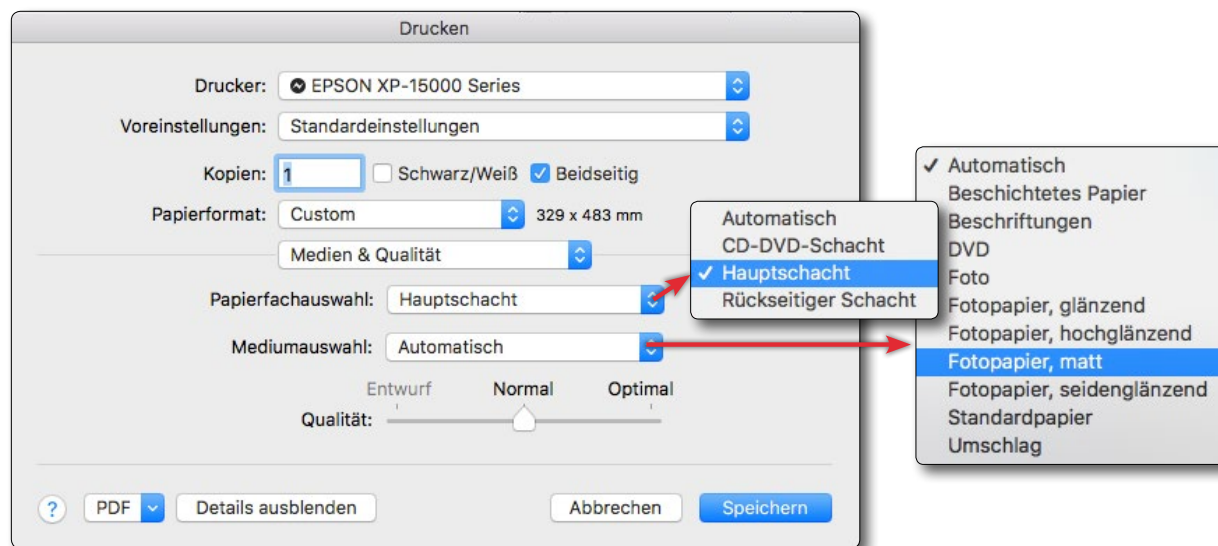 Drucken
Drucker: EPSON XP-15000 Series
Voreinstellungen: Standardeinstellungen
Kopien: 1 Schwarz/Weiß Beidseitig
Papierformat: Custom 329 x 483 mm
Medien & Qualität
Papierfachauswahl: Hauptschacht
Mediumauswahl: Automatisch
Entwurf Normal Optimal
Qualität:
? PDF Details ausblenden Abbrechen Speichern
Automatisch
CD-DVD-Schacht
Hauptschacht
Rückseitiger Schacht
Automatisch
Beschichtetes Papier
Beschriftungen
DVD
Foto
Fotopapier, glänzend
Fotopapier, hochglänzend
Fotopapier, matt
Fotopapier, seidenglänzend
Standardpapier
Umschlag